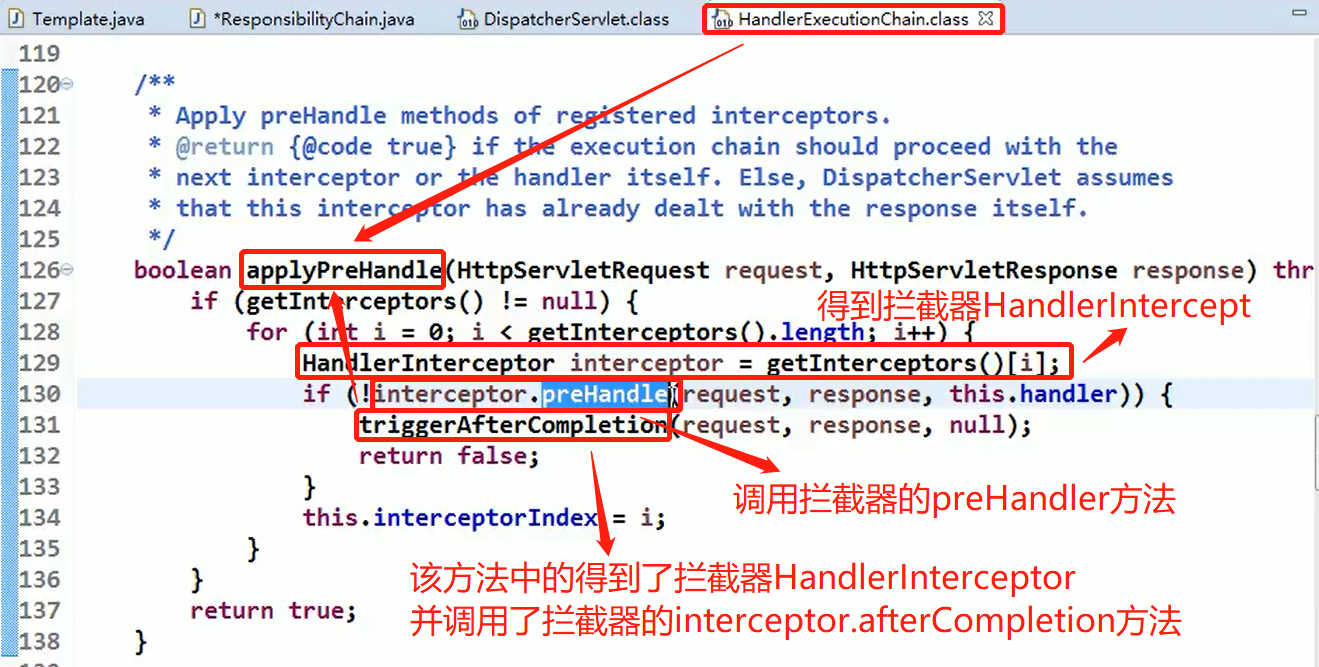 Template.java *ResponsibilityChain.java DispatcherServlet.class HandlerExecutionChain.class
119
120 /**
121 * Apply preHandle methods of registered interceptors.
122 * @return {@code true} if the execution chain should proceed with the
123 * next interceptor or the handler itself. Else, DispatcherServlet assumes
124 * that this interceptor has already dealt with the response itself.
125 */
126 boolean applyPreHandle(HttpServletRequest request, HttpServletResponse response) thr
127 if (getInterceptors() != null) {
得到拦截器HandlerIntercept
128 for (int i = 0; i < getInterceptors().length; i++) {
129 HandlerInterceptor interceptor = getInterceptors()[i];
130 if (!interceptor.preHandle(request, response, this.handler)) {
131 triggerAfterCompletion(request, response, null);
132 return false;
133 }
调用拦截器的preHandler方法
134 this.interceptorIndex = i;
135 }
136 }
该方法中的得到了拦截器HandlerInterceptor
并调用了拦截器的interceptor.afterCompletion方法
137 return true;
138 }